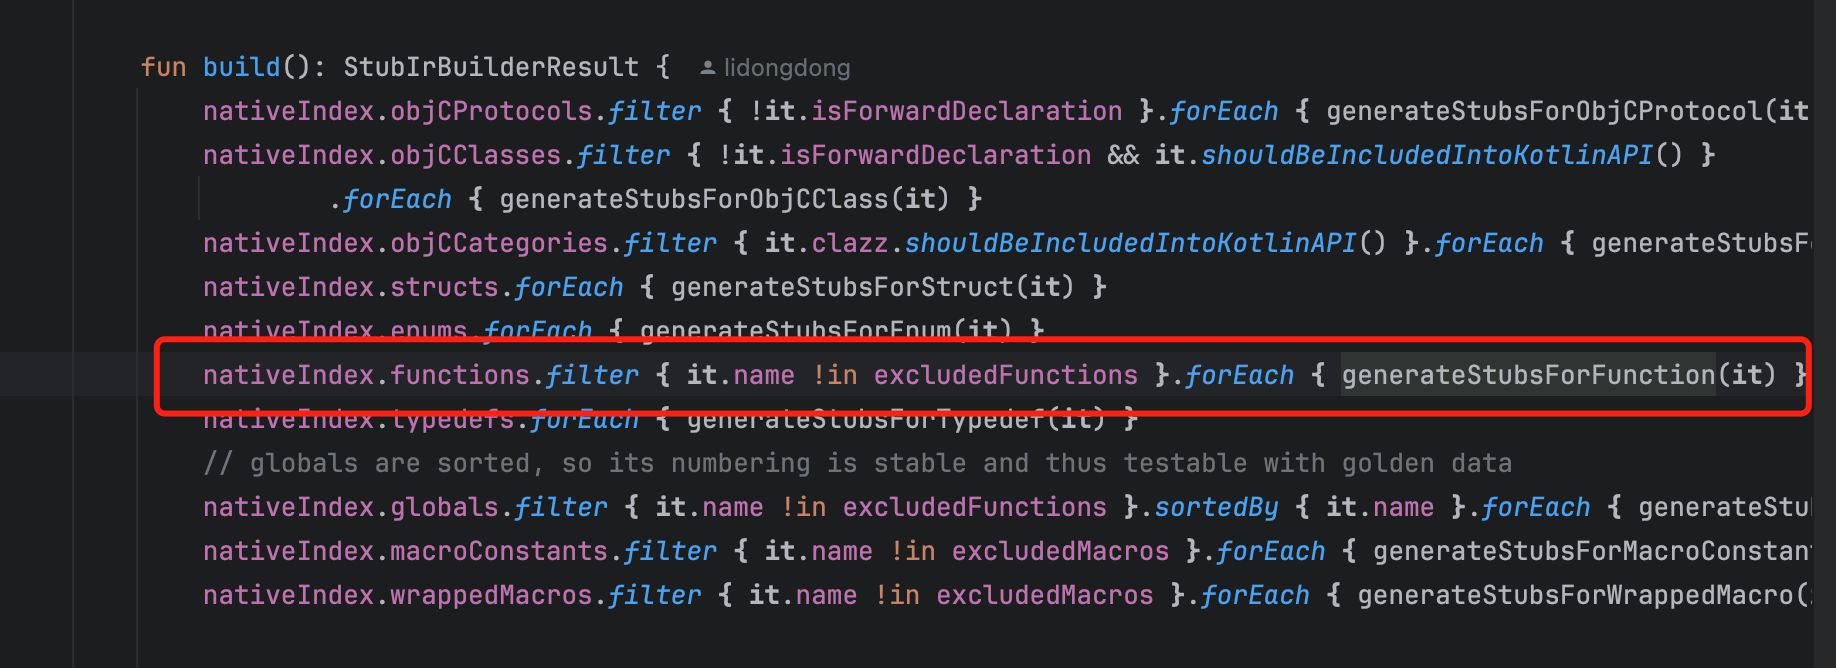 fun build(): StubIrBuilderResult { lidongdong
nativeIndex.objCProtocols.filter { !it.isForwardDeclaration }.forEach { generateStubsForObjCProtocol(it
nativeIndex.objCClasses.filter { !it.isForwardDeclaration && it.shouldBeIncludedIntoKotlinAPI() }
.forEach { generateStubsForObjCClass(it) }
nativeIndex.objCCategories.filter { it.clazz.shouldBeIncludedIntoKotlinAPI() }.forEach { generateStubsF
nativeIndex.structs.forEach { generateStubsForStruct(it) }
nativeIndex.enums.forEach { generateStubsForEnum(it) }
nativeIndex.functions.filter { it.name !in excludedFunctions }.forEach { generateStubsForFunction(it) }
nativeIndex.typedefs.forEach { generateStubsForTypedef(it) }
// globals are sorted, so its numbering is stable and thus testable with golden data
nativeIndex.globals.filter { it.name !in excludedFunctions }.sortedBy { it.name }.forEach { generateStu
nativeIndex.macroConstants.filter { it.name !in excludedMacros }.forEach { generateStubsForMacroConstan
nativeIndex.wrappedMacros.filter { it.name !in excludedMacros }.forEach { generateStubsForWrappedMacro(